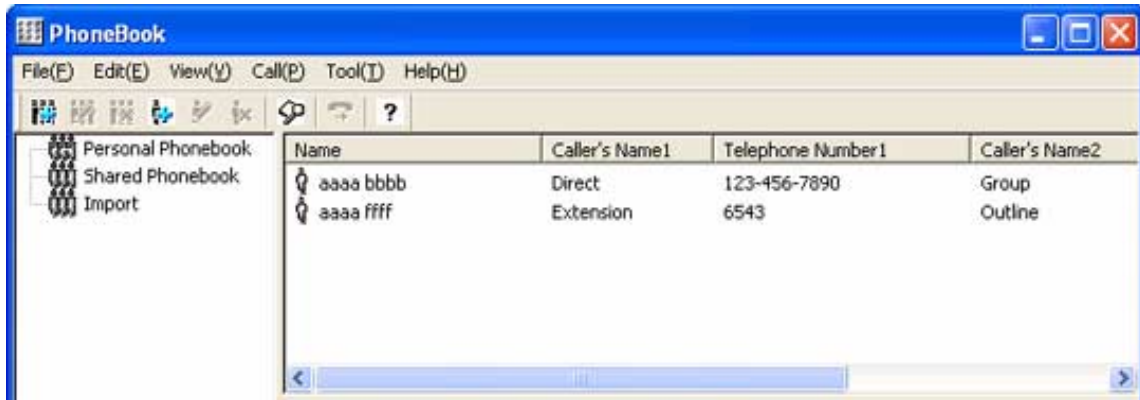 PhoneBook
File(F) Edit(E) View(V) Call(P) Tool(T) Help(H)
?
Personal Phonebook
Shared Phonebook
Import
Name Caller's Name1 Telephone Number1 Caller's Name2
aaaa bbbb Direct 123-456-7890 Group
aaaa ffff Extension 6543 Outline